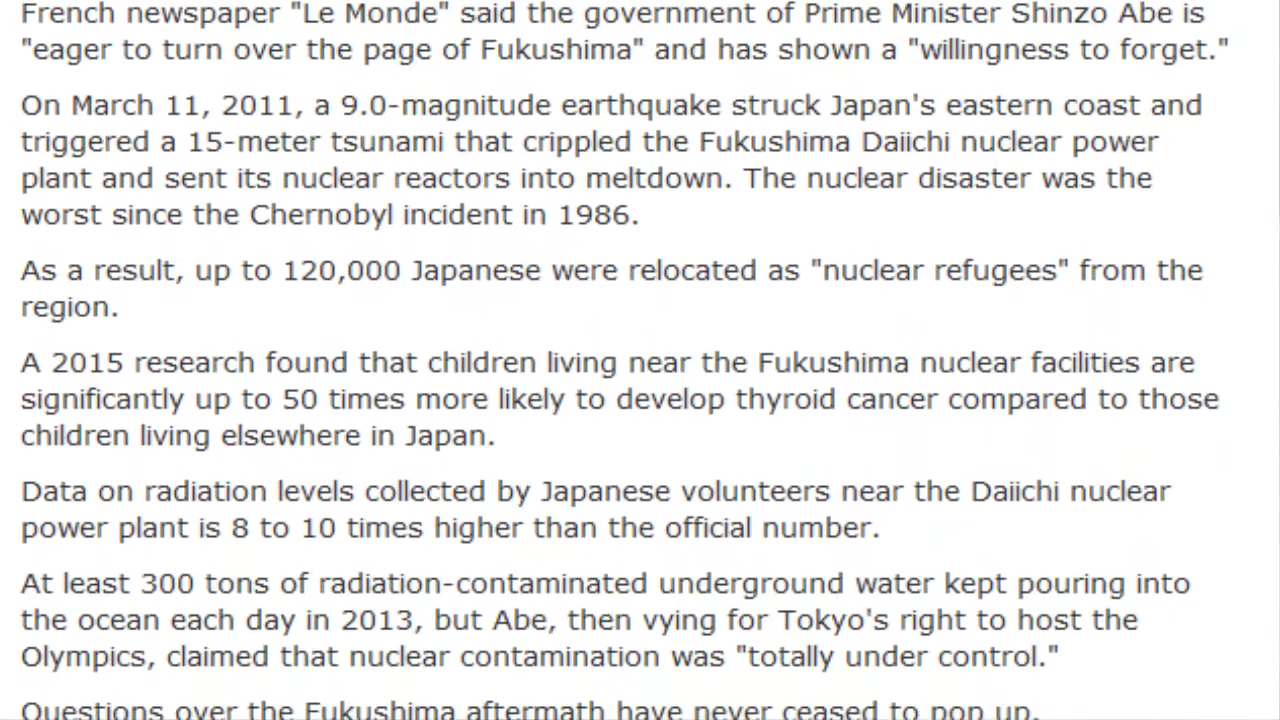 French newspaper "Le Monde" said the government of Prime Minister Shinzo Abe is
"eager to turn over the page of Fukushima" and has shown a "willingness to forget."
On March 11, 2011, a 9.0-magnitude earthquake struck Japan's eastern coast and
triggered a 15-meter tsunami that crippled the Fukushima Daiichi nuclear power
plant and sent its nuclear reactors into meltdown. The nuclear disaster was the
worst since the Chernobyl incident in 1986.
As a result, up to 120,000 Japanese were relocated as "nuclear refugees" from the
region.
A 2015 research found that children living near the Fukushima nuclear facilities are
significantly up to 50 times more likely to develop thyroid cancer compared to those
children living elsewhere in Japan.
Data on radiation levels collected by Japanese volunteers near the Daiichi nuclear
power plant is 8 to 10 times higher than the official number.
At least 300 tons of radiation-contaminated underground water kept pouring into
the ocean each day in 2013, but Abe, then vying for Tokyo's right to host the
Olympics, claimed that nuclear contamination was "totally under control."
Questions over the Fukushima aftermath have never ceased to pop up.